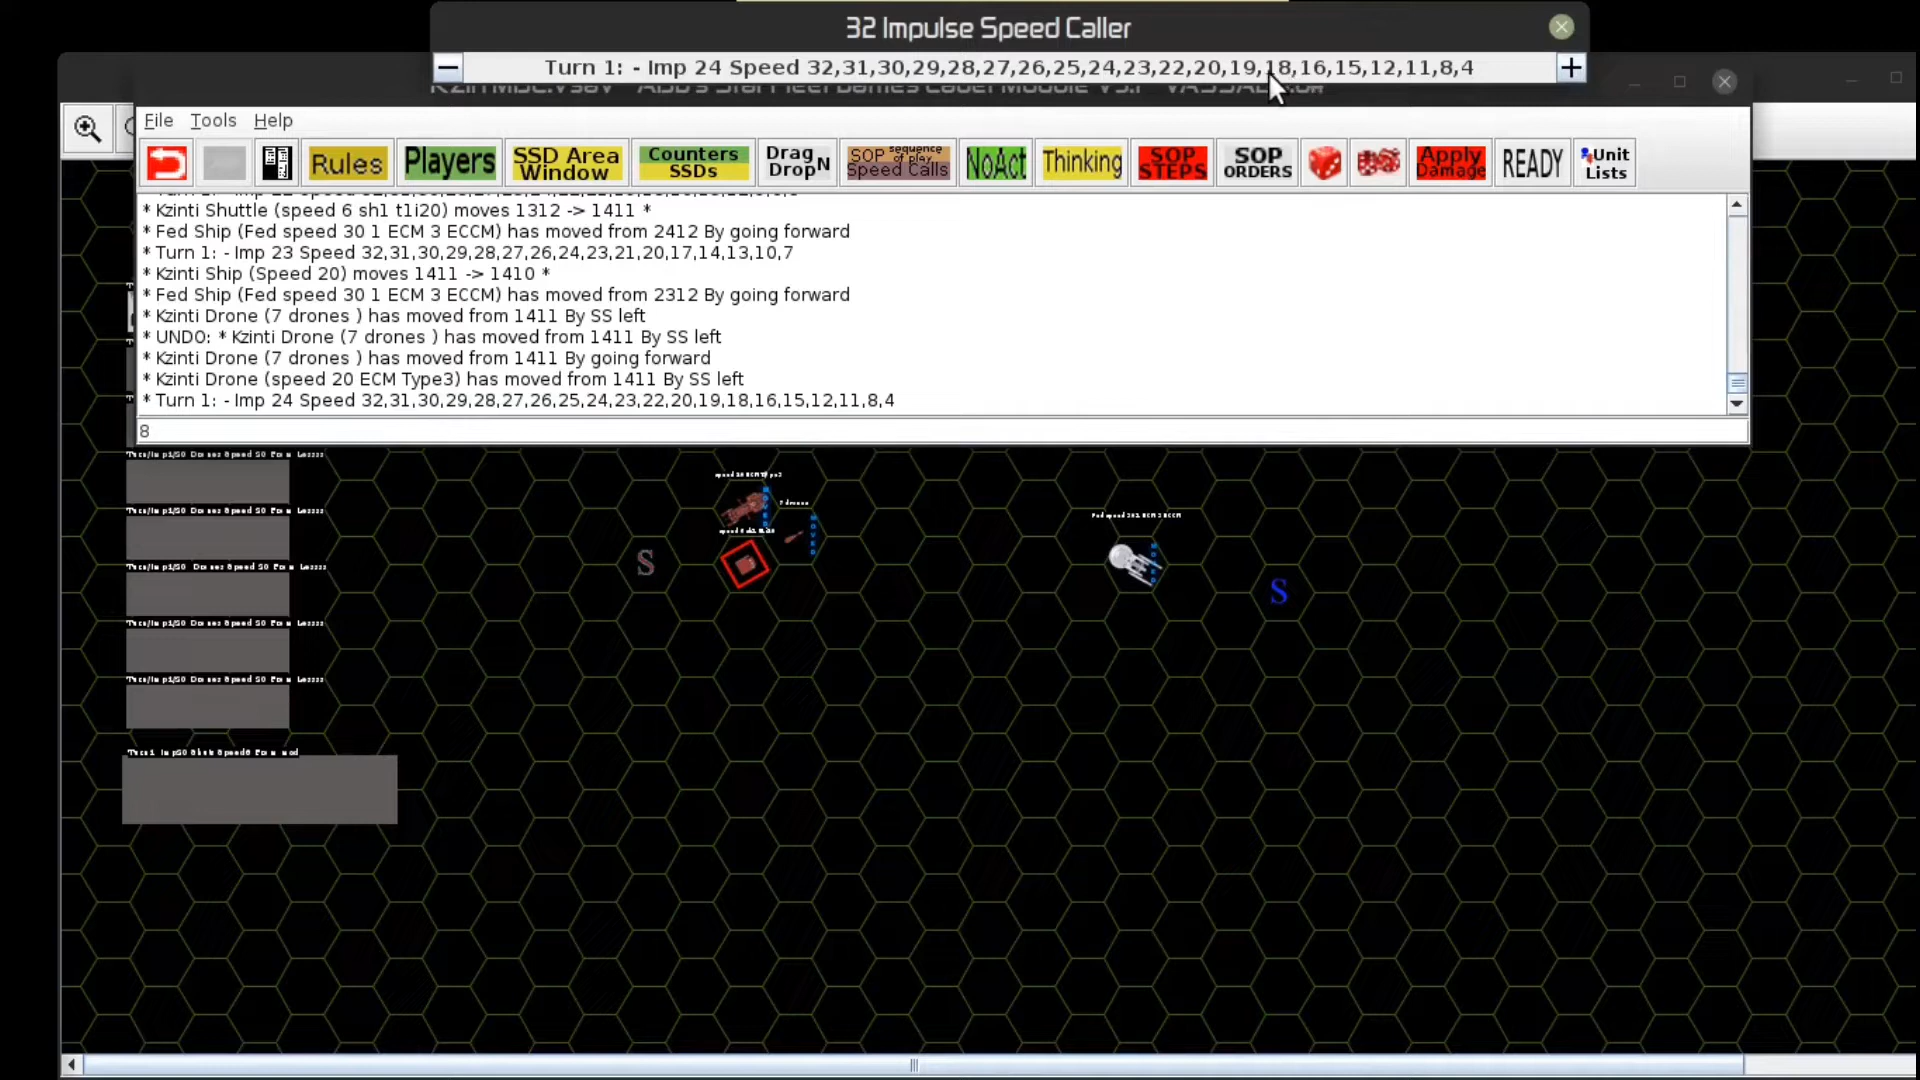 32 Impulse Speed Caller
Turn 1: - Imp 24 Speed 32,31,30,29,28,27,26,25,24,23,22,20,19,18,16,15,12,11,8,4
File Tools Help
Rules
Players
SSD Area Window
Counters SSDs
Drag N Drop
SOP sequence of play Speed Calls
NoAct
Thinking
SOP STEPS
SOP ORDERS
Apply Damage
READY
Unit Lists
* Kzinti Shuttle (speed 6 sh1 t1i20) moves 1312 -> 1411 *
* Fed Ship (Fed speed 30 1 ECM 3 ECCM) has moved from 2412 By going forward
* Turn 1: - Imp 23 Speed 32,31,30,29,28,27,26,24,23,21,20,17,14,13,10,7
* Kzinti Ship (Speed 20) moves 1411 -> 1410 *
* Fed Ship (Fed speed 30 1 ECM 3 ECCM) has moved from 2312 By going forward
* Kzinti Drone (7 drones ) has moved from 1411 By SS left
* UNDO: * Kzinti Drone (7 drones ) has moved from 1411 By SS left
* Kzinti Drone (7 drones ) has moved from 1411 By going forward
* Kzinti Drone (speed 20 ECM Type3) has moved from 1411 By SS left
* Turn 1: - Imp 24 Speed 32,31,30,29,28,27,26,25,24,23,22,20,19,18,16,15,12,11,8,4
8
S
S